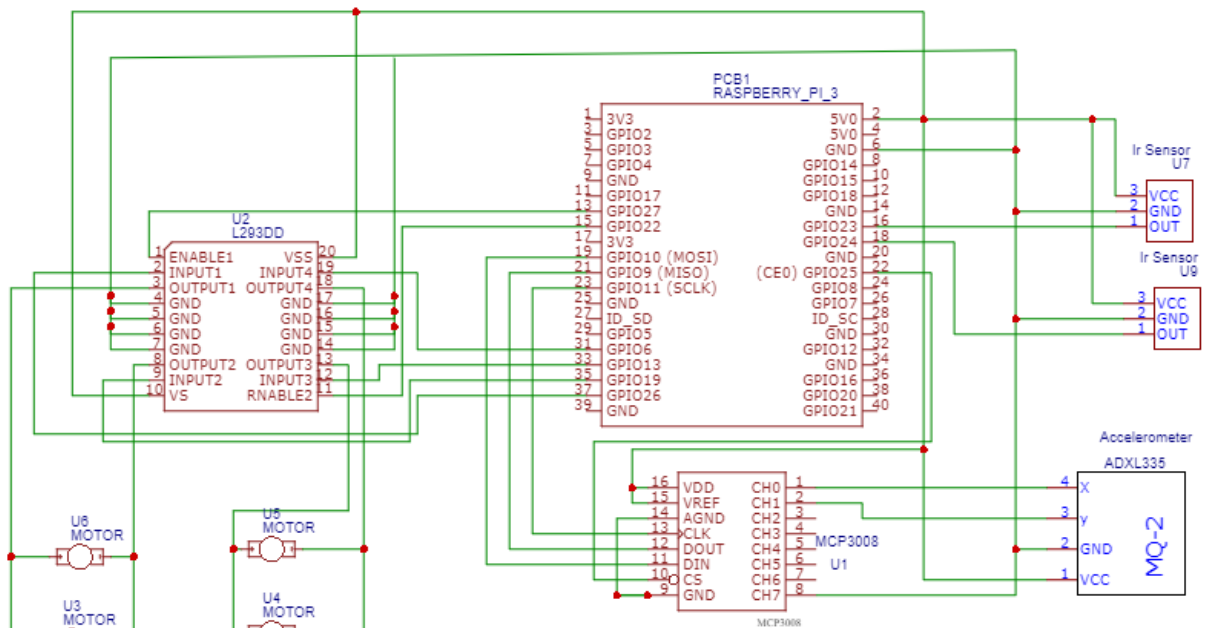 PCB1
RASPBERRY_PI_3
1 3V3
3 GPIO2
5 GPIO3
7 GPIO4
9 GND
11 GPIO17
13 GPIO27
15 GPIO22
17 3V3
19 GPIO10 (MOSI)
21 GPIO9 (MISO)
23 GPIO11 (SCLK)
25 GND
27 ID_SD
29 GPIO5
31 GPIO6
33 GPIO13
35 GPIO19
37 GPIO26
39 GND
5V0 2
5V0 4
GND 6
GPIO14 8
GPIO15 10
GPIO18 12
GND 14
GPIO23 16
GPIO24 18
GND 20
(CE0) GPIO25 22
GPIO8 24
GPIO7 26
ID_SC 28
GND 30
GPIO12 32
GND 34
GPIO16 36
GPIO20 38
GPIO21 40
Ir Sensor
U7
3 VCC
2 GND
1 OUT
Ir Sensor
U9
3 VCC
2 GND
1 OUT
U2
L293DD
1 ENABLE1
2 INPUT1
3 OUTPUT1
4 GND
5 GND
6 GND
7 GND
8 OUTPUT2
9 INPUT2
10 VS
VSS 20
INPUT4 19
OUTPUT4 18
GND 17
GND 16
GND 15
GND 14
OUTPUT3 13
INPUT3 12
RNABLE2 11
Accelerometer
ADXL335
4 X
3 y
2 GND
1 VCC
MQ-2
16 VDD
15 VREF
14 AGND
13 CLK
12 DOUT
11 DIN
10 CS
9 GND
CH0 1
CH1 2
CH2 3
CH3 4
CH4 5
CH5 6
CH6 7
CH7 8
MCP3008
U1
MCP3008
U6
MOTOR
U5
MOTOR
U3
MOTOR
U4
MOTOR